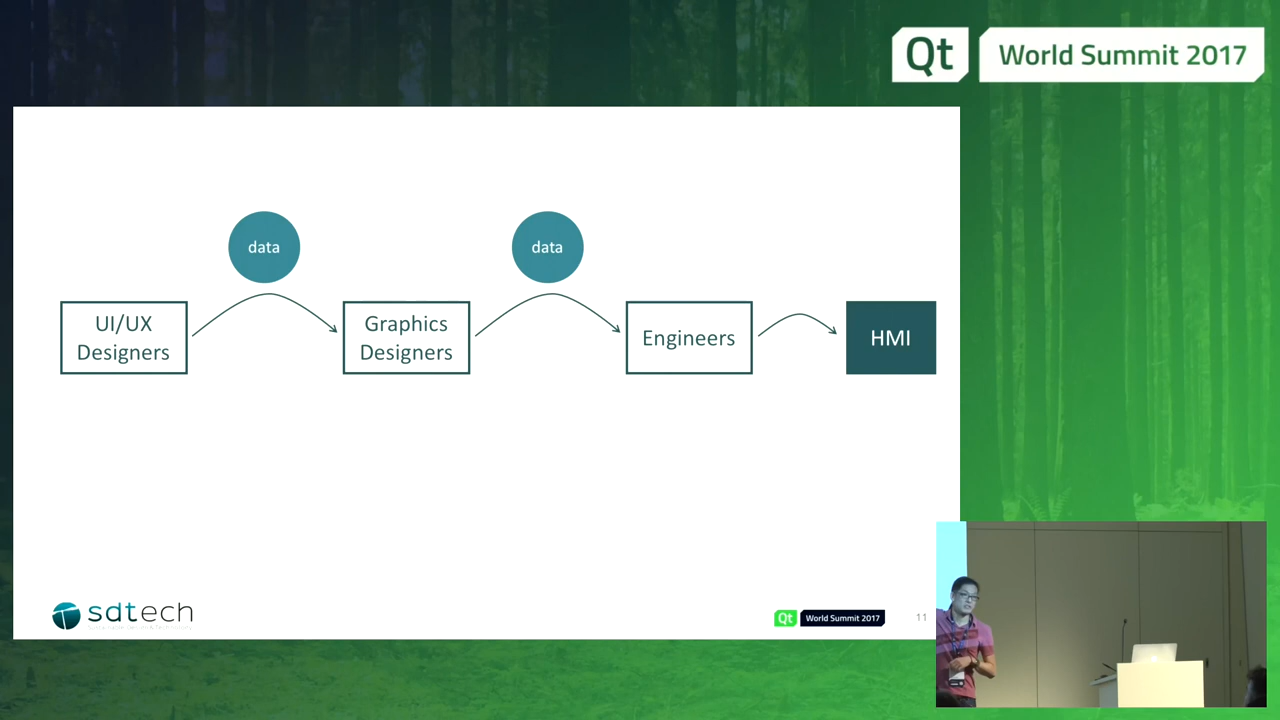 Qt World Summit 2017
data
data
UI/UX
Designers
Graphics
Designers
Engineers
HMI
sdtech
Qt World Summit 2017
11